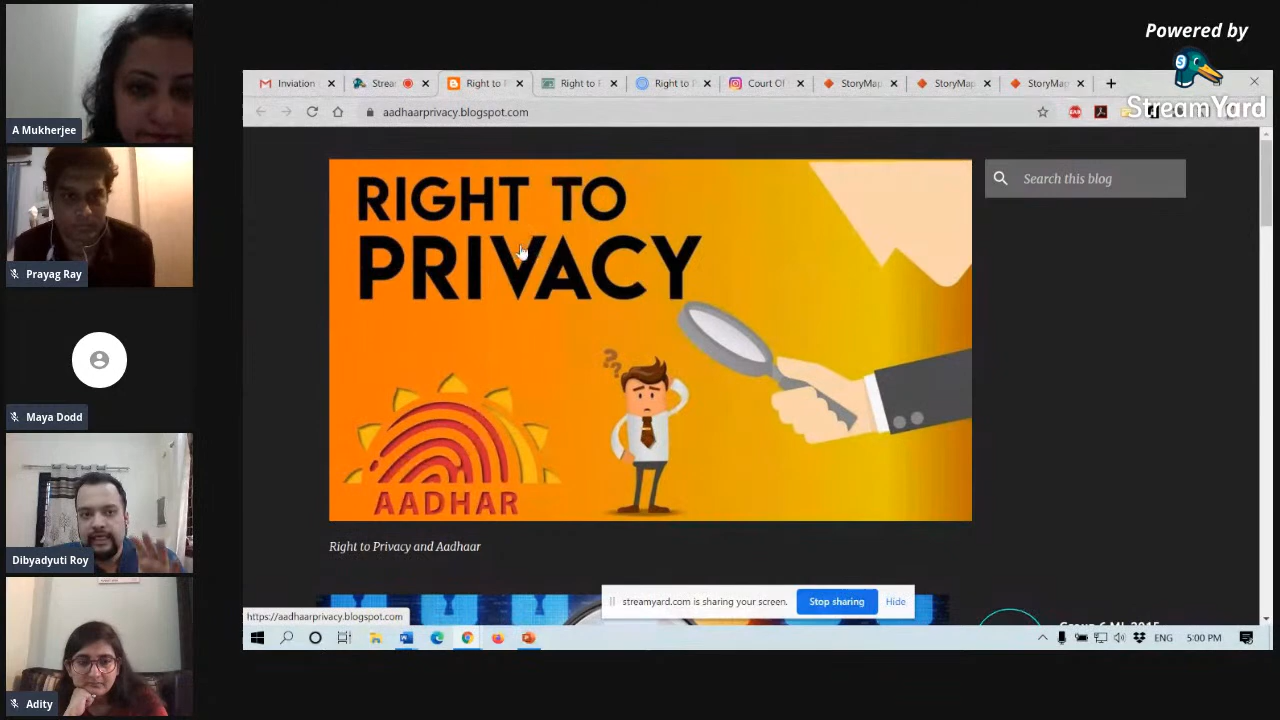 Powered by
StreamYard
A Mukherjee
Prayag Ray
Maya Dodd
Dibyadyuti Roy
Adity
Inviation
Strea
Right to
Right to
Right to P
Court Of
StoryMap
StoryMap
StoryMap
aadhaarprivacy.blogspot.com
Search this blog
RIGHT TO
PRIVACY
??
AADHAR
Right to Privacy and Aadhaar
streamyard.com is sharing your screen.
Stop sharing
Hide
https://aadhaarprivacy.blogspot.com
ENG
5:00 PM